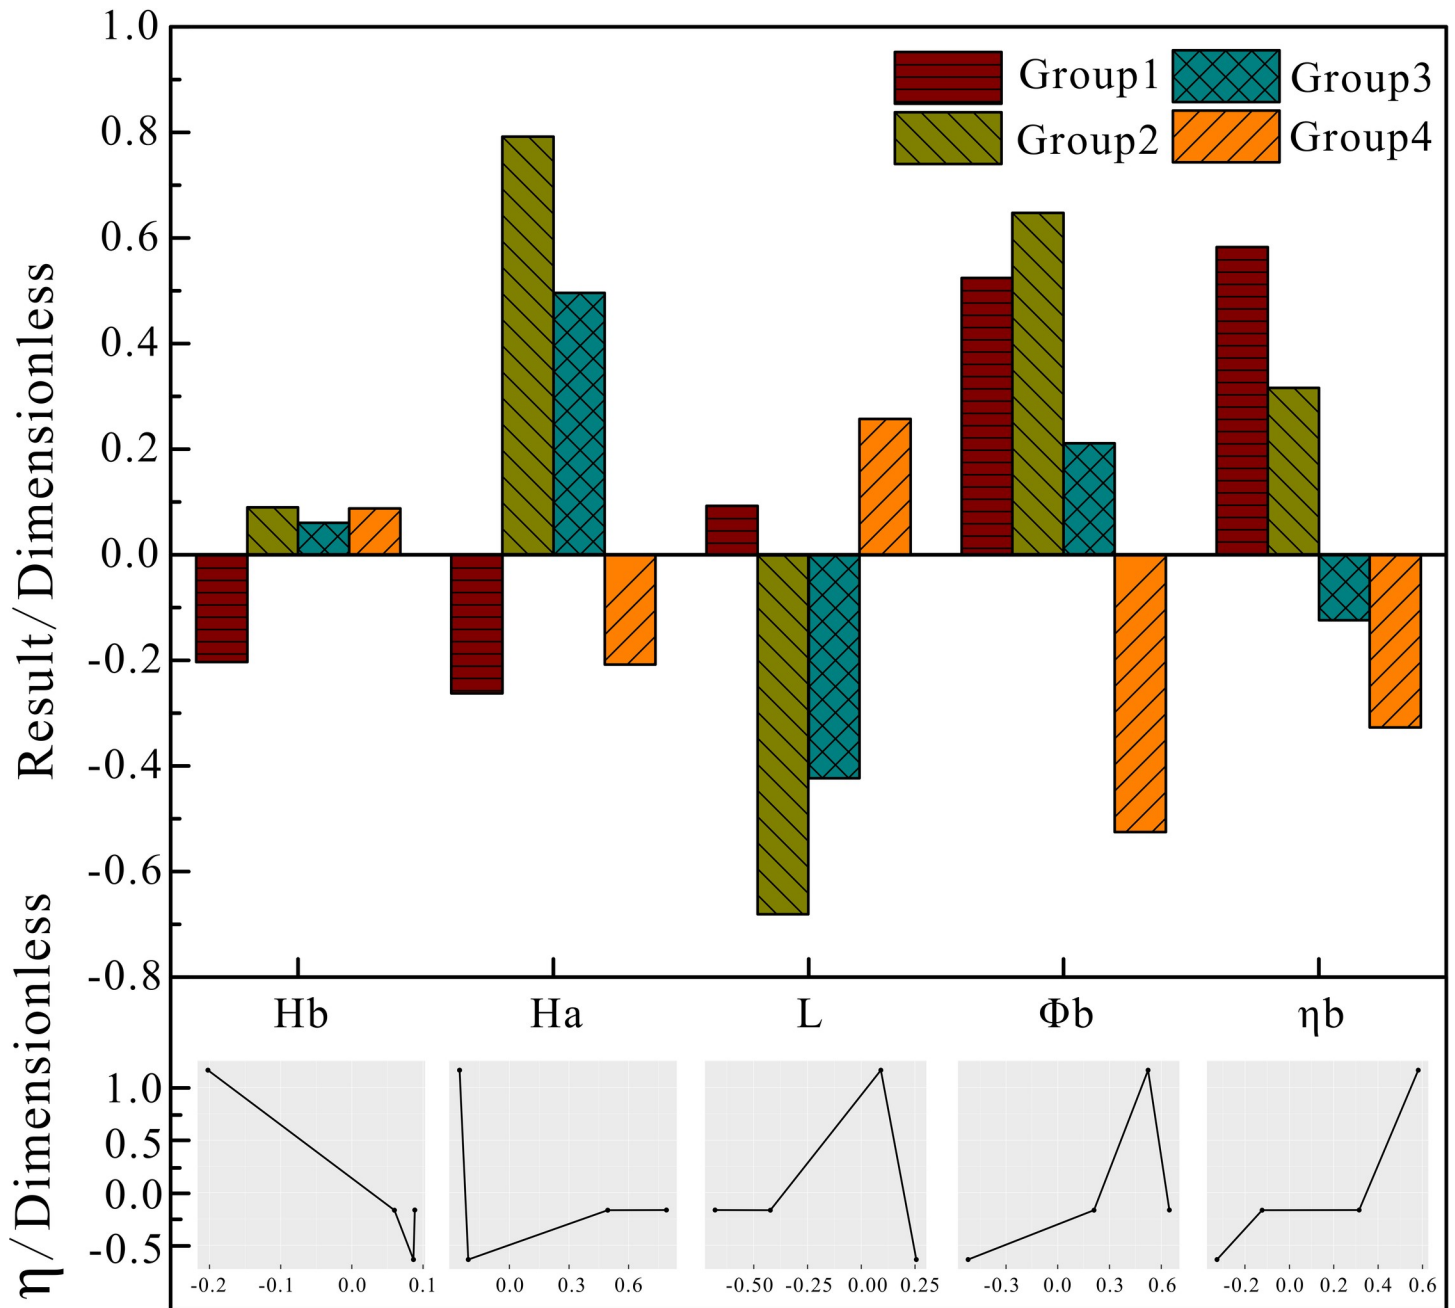 1.0
0.8
0.6
0.4
0.2
0.0
-0.2
-0.4
-0.6
-0.8
Result/Dimensionless
Group1
Group2
Group3
Group4
Hb
Ha
L
Φb
ηb
η/Dimensionless
1.0
0.5
0.0
-0.5
-0.2 -0.1 0.0 0.1
0.0 0.3 0.6
-0.50 -0.25 0.00 0.25
-0.3 0.0 0.3 0.6
-0.2 0.0 0.2 0.4 0.6